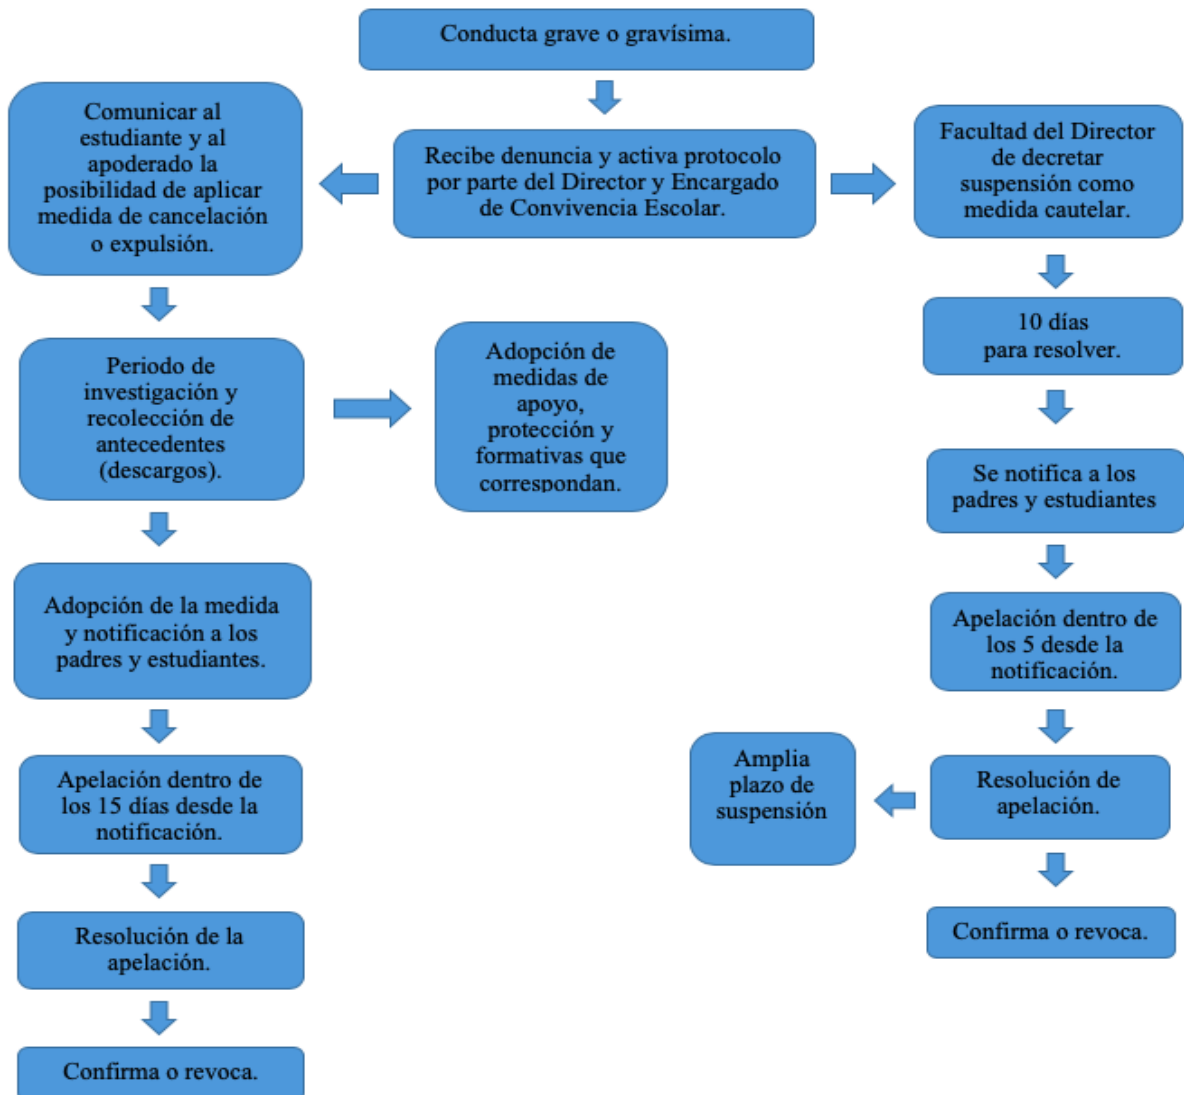 Conducta grave o gravísima.
Recibe denuncia y activa protocolo
por parte del Director y Encargado
de Convivencia Escolar.
Comunicar al
estudiante y al
apoderado la
posibilidad de aplicar
medida de cancelación
o expulsión.
Periodo de
investigación y
recolección de
antecedentes
(descargos).
Adopción de
medidas de
apoyo,
protección y
formativas que
correspondan.
Adopción de la medida
y notificación a los
padres y estudiantes.
Apelación dentro de
los 15 días desde la
notificación.
Resolución de la
apelación.
Confirma o revoca.
Facultad del Director
de decretar
suspensión como
medida cautelar.
10 días
para resolver.
Se notifica a los
padres y estudiantes
Apelación dentro de
los 5 desde la
notificación.
Resolución de
apelación.
Amplia
plazo de
suspensión
Confirma o revoca.